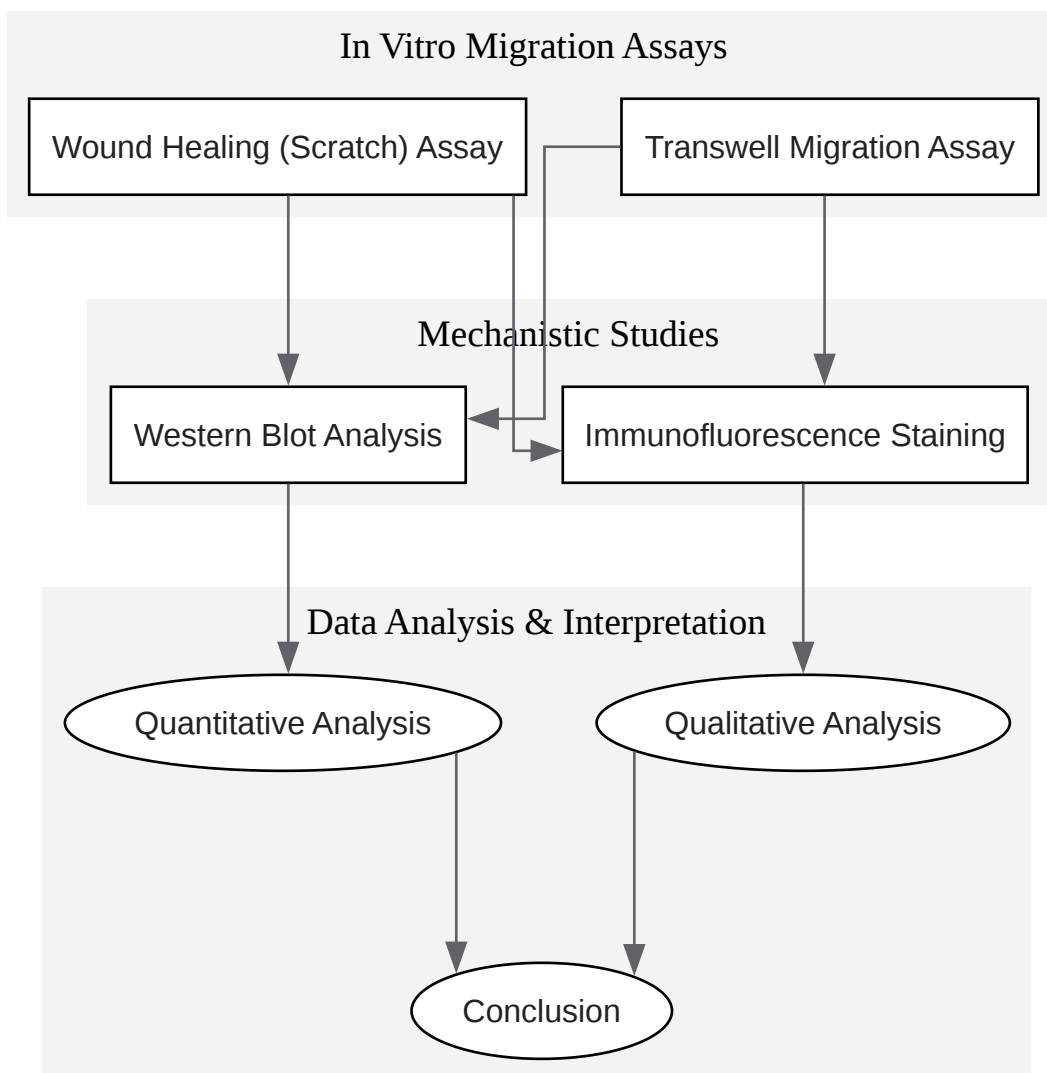 In Vitro Migration Assays
Wound Healing (Scratch) Assay
Transwell Migration Assay
Mechanistic Studies
Western Blot Analysis
Immunofluorescence Staining
Data Analysis & Interpretation
Quantitative Analysis
Qualitative Analysis
Conclusion